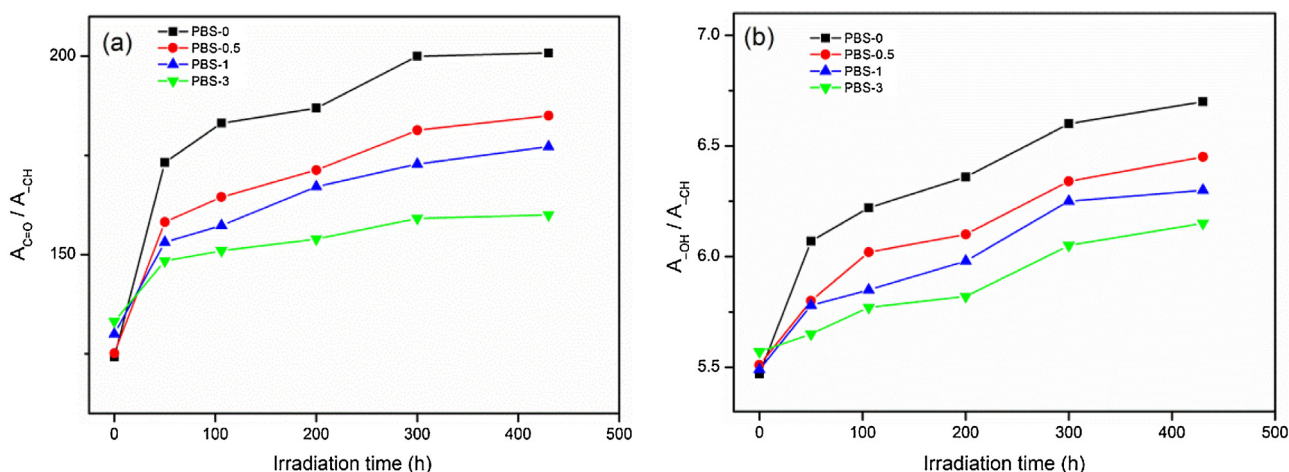 (a)
PBS-0
PBS-0.5
PBS-1
PBS-3
200
150
A_C=O / A_-CH
0 100 200 300 400 500
Irradiation time (h)
(b)
PBS-0
PBS-0.5
PBS-1
PBS-3
7.0
6.5
6.0
5.5
A_-OH / A_-CH
0 100 200 300 400 500
Irradiation time (h)